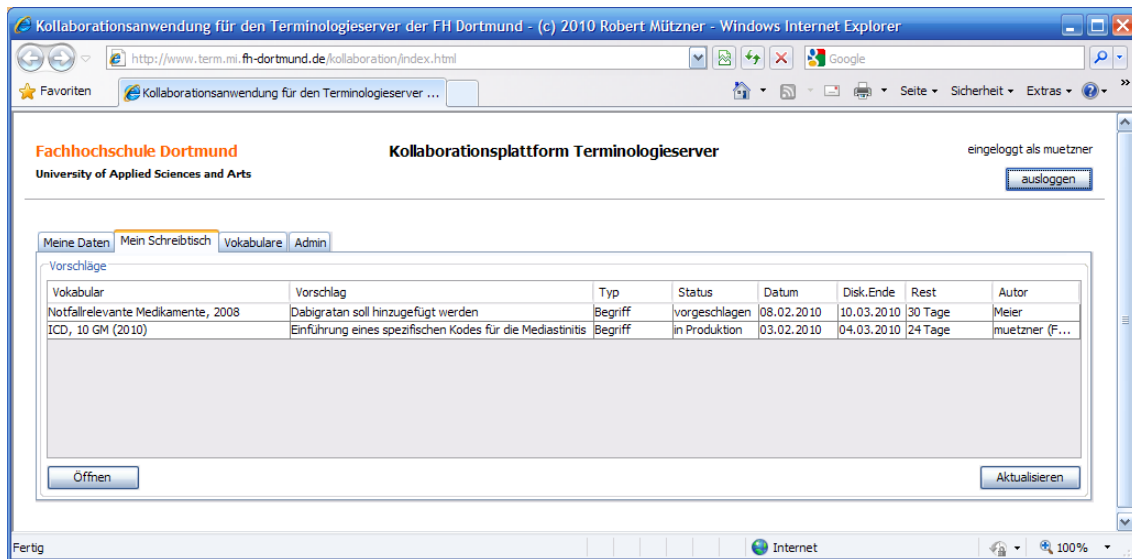 Kollaborationsanwendung für den Terminologieserver der FH Dortmund - (c) 2010 Robert Mützner - Windows Internet Explorer
http://www.term.mi.fh-dortmund.de/kollaboration/index.html Google
Favoriten Kollaborationsanwendung für den Terminologieserver ... Seite Sicherheit Extras »
Fachhochschule Dortmund Kollaborationsplattform Terminologieserver eingeloggt als muetzner
University of Applied Sciences and Arts ausloggen
Meine Daten Mein Schreibtisch Vokabulare Admin
Vorschläge
Vokabular Vorschlag Typ Status Datum Disk.Ende Rest Autor
Notfallrelevante Medikamente, 2008 Dabigratan soll hinzugefügt werden Begriff vorgeschlagen 08.02.2010 10.03.2010 30 Tage Meier
ICD, 10 GM (2010) Einführung eines spezifischen Kodes für die Mediastinitis Begriff in Produktion 03.02.2010 04.03.2010 24 Tage muetzner (F...
Öffnen Aktualisieren
Fertig Internet 100%